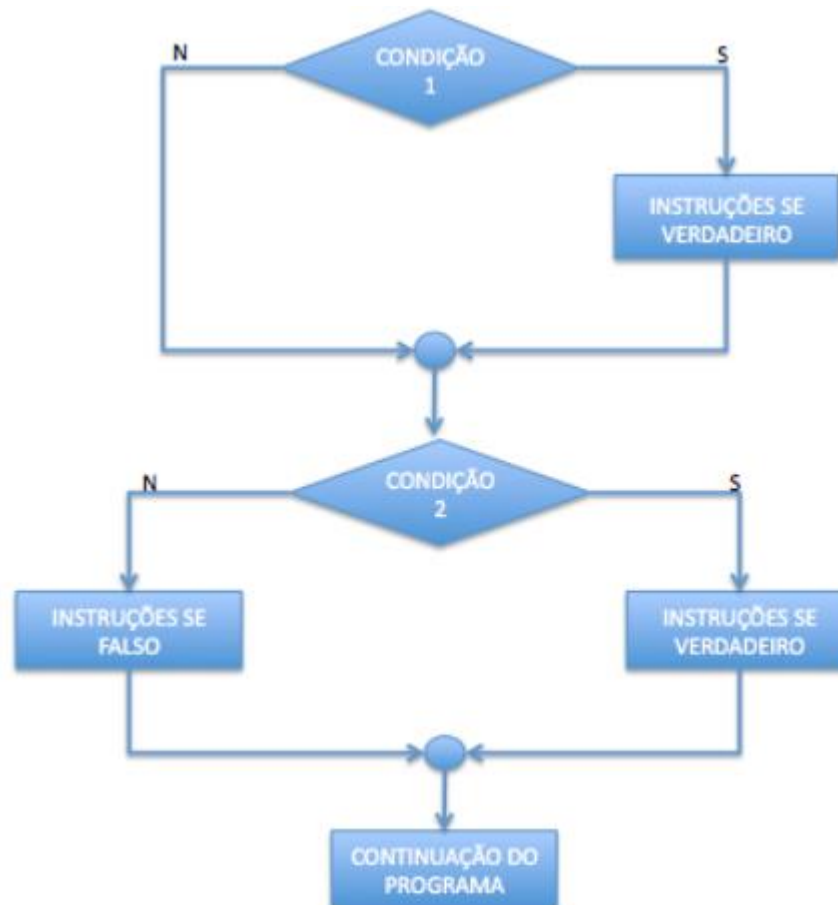 CONDIÇÃO
1
N
S
INSTRUÇÕES SE
VERDADEIRO
CONDIÇÃO
2
N
S
INSTRUÇÕES SE
FALSO
INSTRUÇÕES SE
VERDADEIRO
CONTINUAÇÃO DO
PROGRAMA